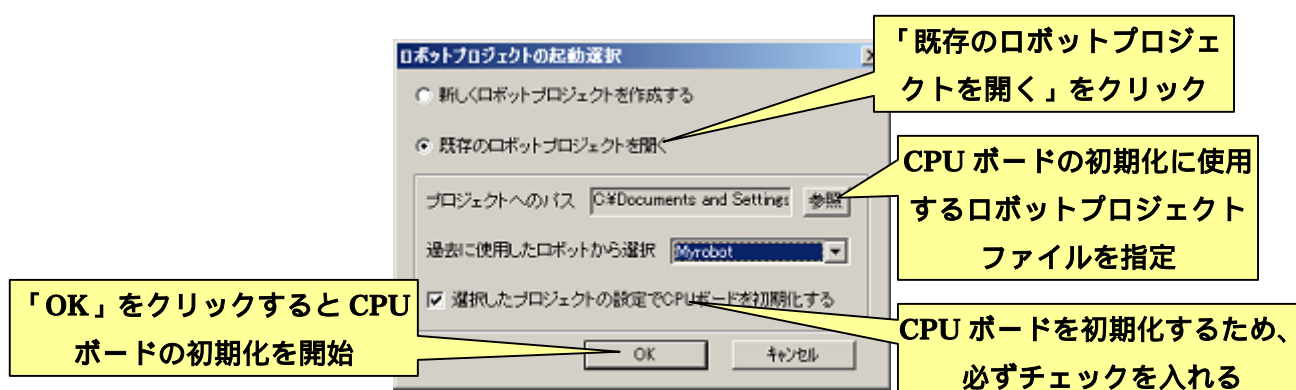 「既存のロボットプロジェ
クトを開く」をクリック
ロボットプロジェクトの起動選択
新しくロボットプロジェクトを作成する
既存のロボットプロジェクトを開く
CPU ボードの初期化に使用
するロボットプロジェクト
ファイルを指定
プロジェクトへのパス C:¥Documents and Settings 参照
過去に使用したロボットから選択 Myrobot
選択したプロジェクトの設定でCPUボードを初期化する
「OK」をクリックすると CPU
ボードの初期化を開始
OK キャンセル
CPU ボードを初期化するため、
必ずチェックを入れる